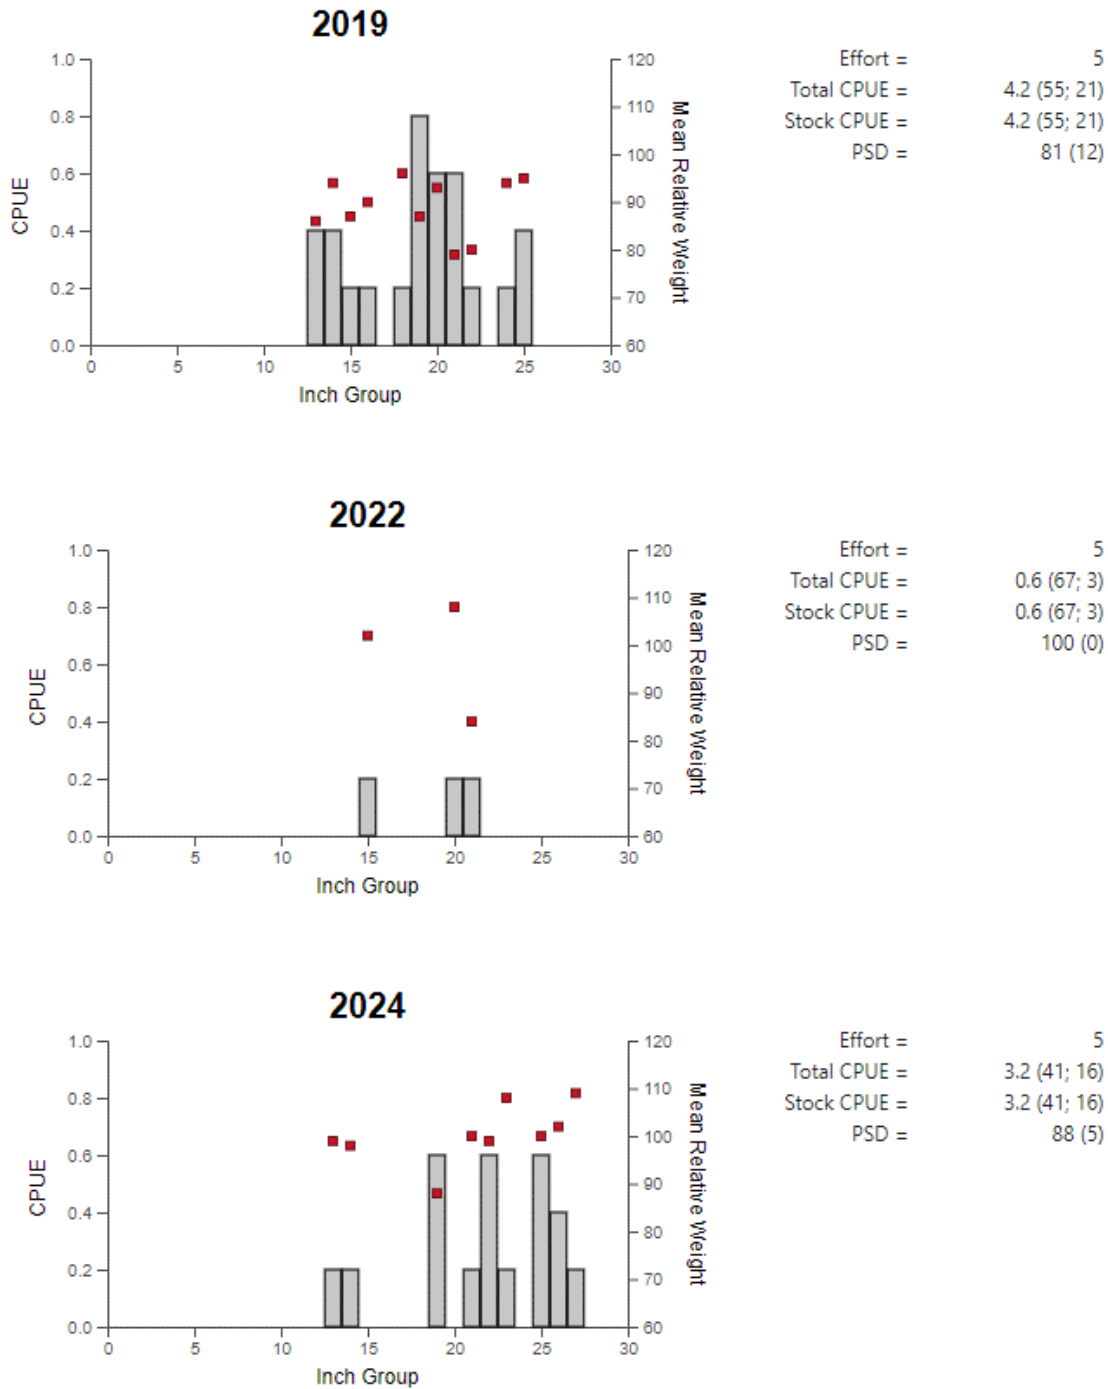 2019
Effort = 5
Total CPUE = 4.2 (55; 21)
Stock CPUE = 4.2 (55; 21)
PSD = 81 (12)
CPUE
1.0
0.8
0.6
0.4
0.2
0.0
0 5 10 15 20 25 30
Inch Group
120
110
100
90
80
70
60
Mean Relative Weight
2022
Effort = 5
Total CPUE = 0.6 (67; 3)
Stock CPUE = 0.6 (67; 3)
PSD = 100 (0)
CPUE
1.0
0.8
0.6
0.4
0.2
0.0
0 5 10 15 20 25 30
Inch Group
120
110
100
90
80
70
60
Mean Relative Weight
2024
Effort = 5
Total CPUE = 3.2 (41; 16)
Stock CPUE = 3.2 (41; 16)
PSD = 88 (5)
CPUE
1.0
0.8
0.6
0.4
0.2
0.0
0 5 10 15 20 25 30
Inch Group
120
110
100
90
80
70
60
Mean Relative Weight